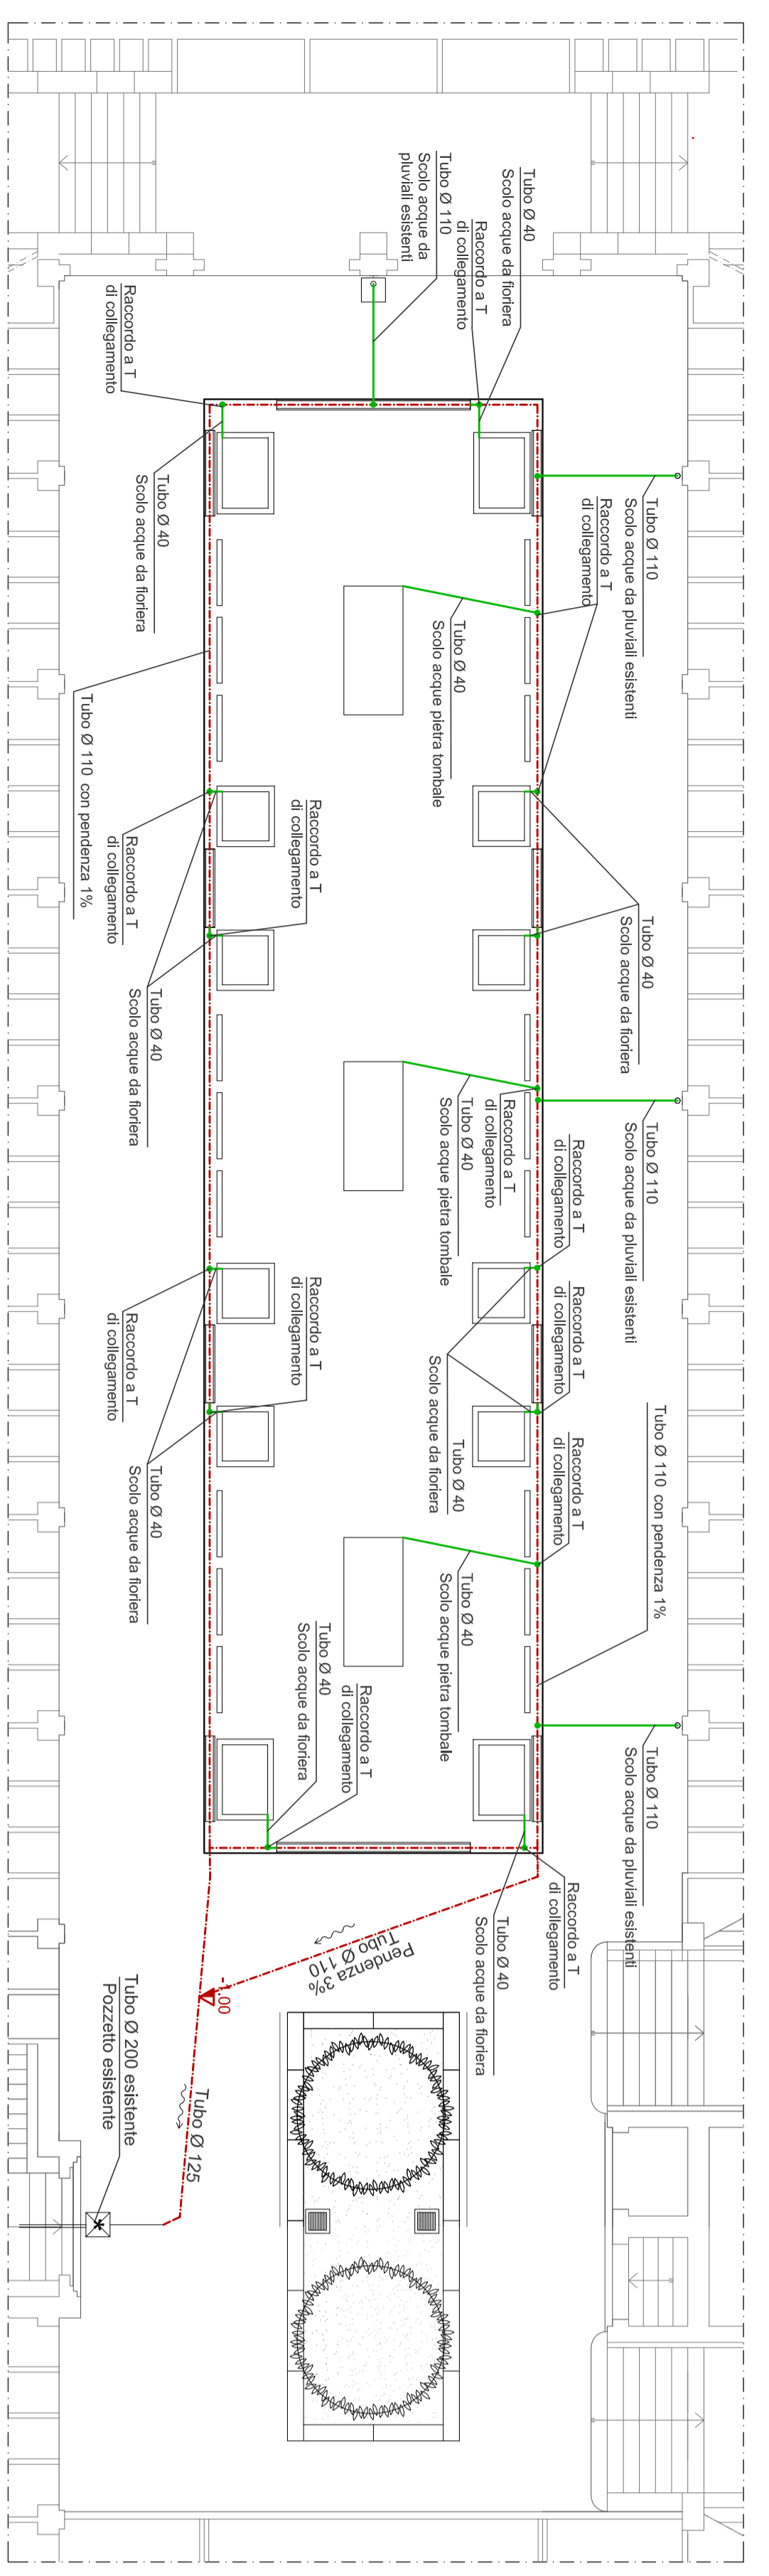 Tubo Ø 110
Scolo acque da
pluviali esistenti
Tubo Ø 40
Scolo acque da fioriera
Raccordo a T
di collegamento
Raccordo a T
di collegamento
Tubo Ø 40
Scolo acque da fioriera
Tubo Ø 110
Scolo acque da pluviali esistenti
Raccordo a T
di collegamento
Tubo Ø 40
Scolo acque pietra tombale
Tubo Ø 110 con pendenza 1%
Raccordo a T
di collegamento
Raccordo a T
di collegamento
Tubo Ø 40
Scolo acque da fioriera
Tubo Ø 40
Scolo acque da fioriera
Tubo Ø 110
Scolo acque da pluviali esistenti
Raccordo a T
di collegamento
Tubo Ø 40
Scolo acque pietra tombale
Raccordo a T
di collegamento
Raccordo a T
di collegamento
Raccordo a T
di collegamento
Raccordo a T
di collegamento
Tubo Ø 40
Scolo acque da fioriera
Tubo Ø 40
Scolo acque da fioriera
Raccordo a T
di collegamento
Tubo Ø 110 con pendenza 1%
Tubo Ø 40
Scolo acque pietra tombale
Tubo Ø 40
Scolo acque da fioriera
Raccordo a T
di collegamento
Tubo Ø 110
Scolo acque da pluviali esistenti
Raccordo a T
di collegamento
Tubo Ø 40
Scolo acque da fioriera
Tubo Ø 110
Pendenza 3%
-1.00
Tubo Ø 125
Tubo Ø 200 esistente
Pozzetto esistente